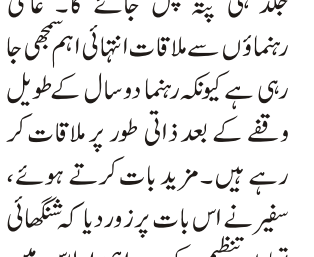 جلد ہی پتہ چل جائے گا۔ عالمی
رہنماؤں سے ملاقات انتہائی اہم سمجھی جا
رہی ہے کیونکہ رہنما دو سال کے طویل
وقفے کے بعد ذاتی طور پر ملاقات کر
رہے ہیں۔ مزید بات کرتے ہوئے،
سفیر نے اس بات پر زور دیا کہ شنگھائی